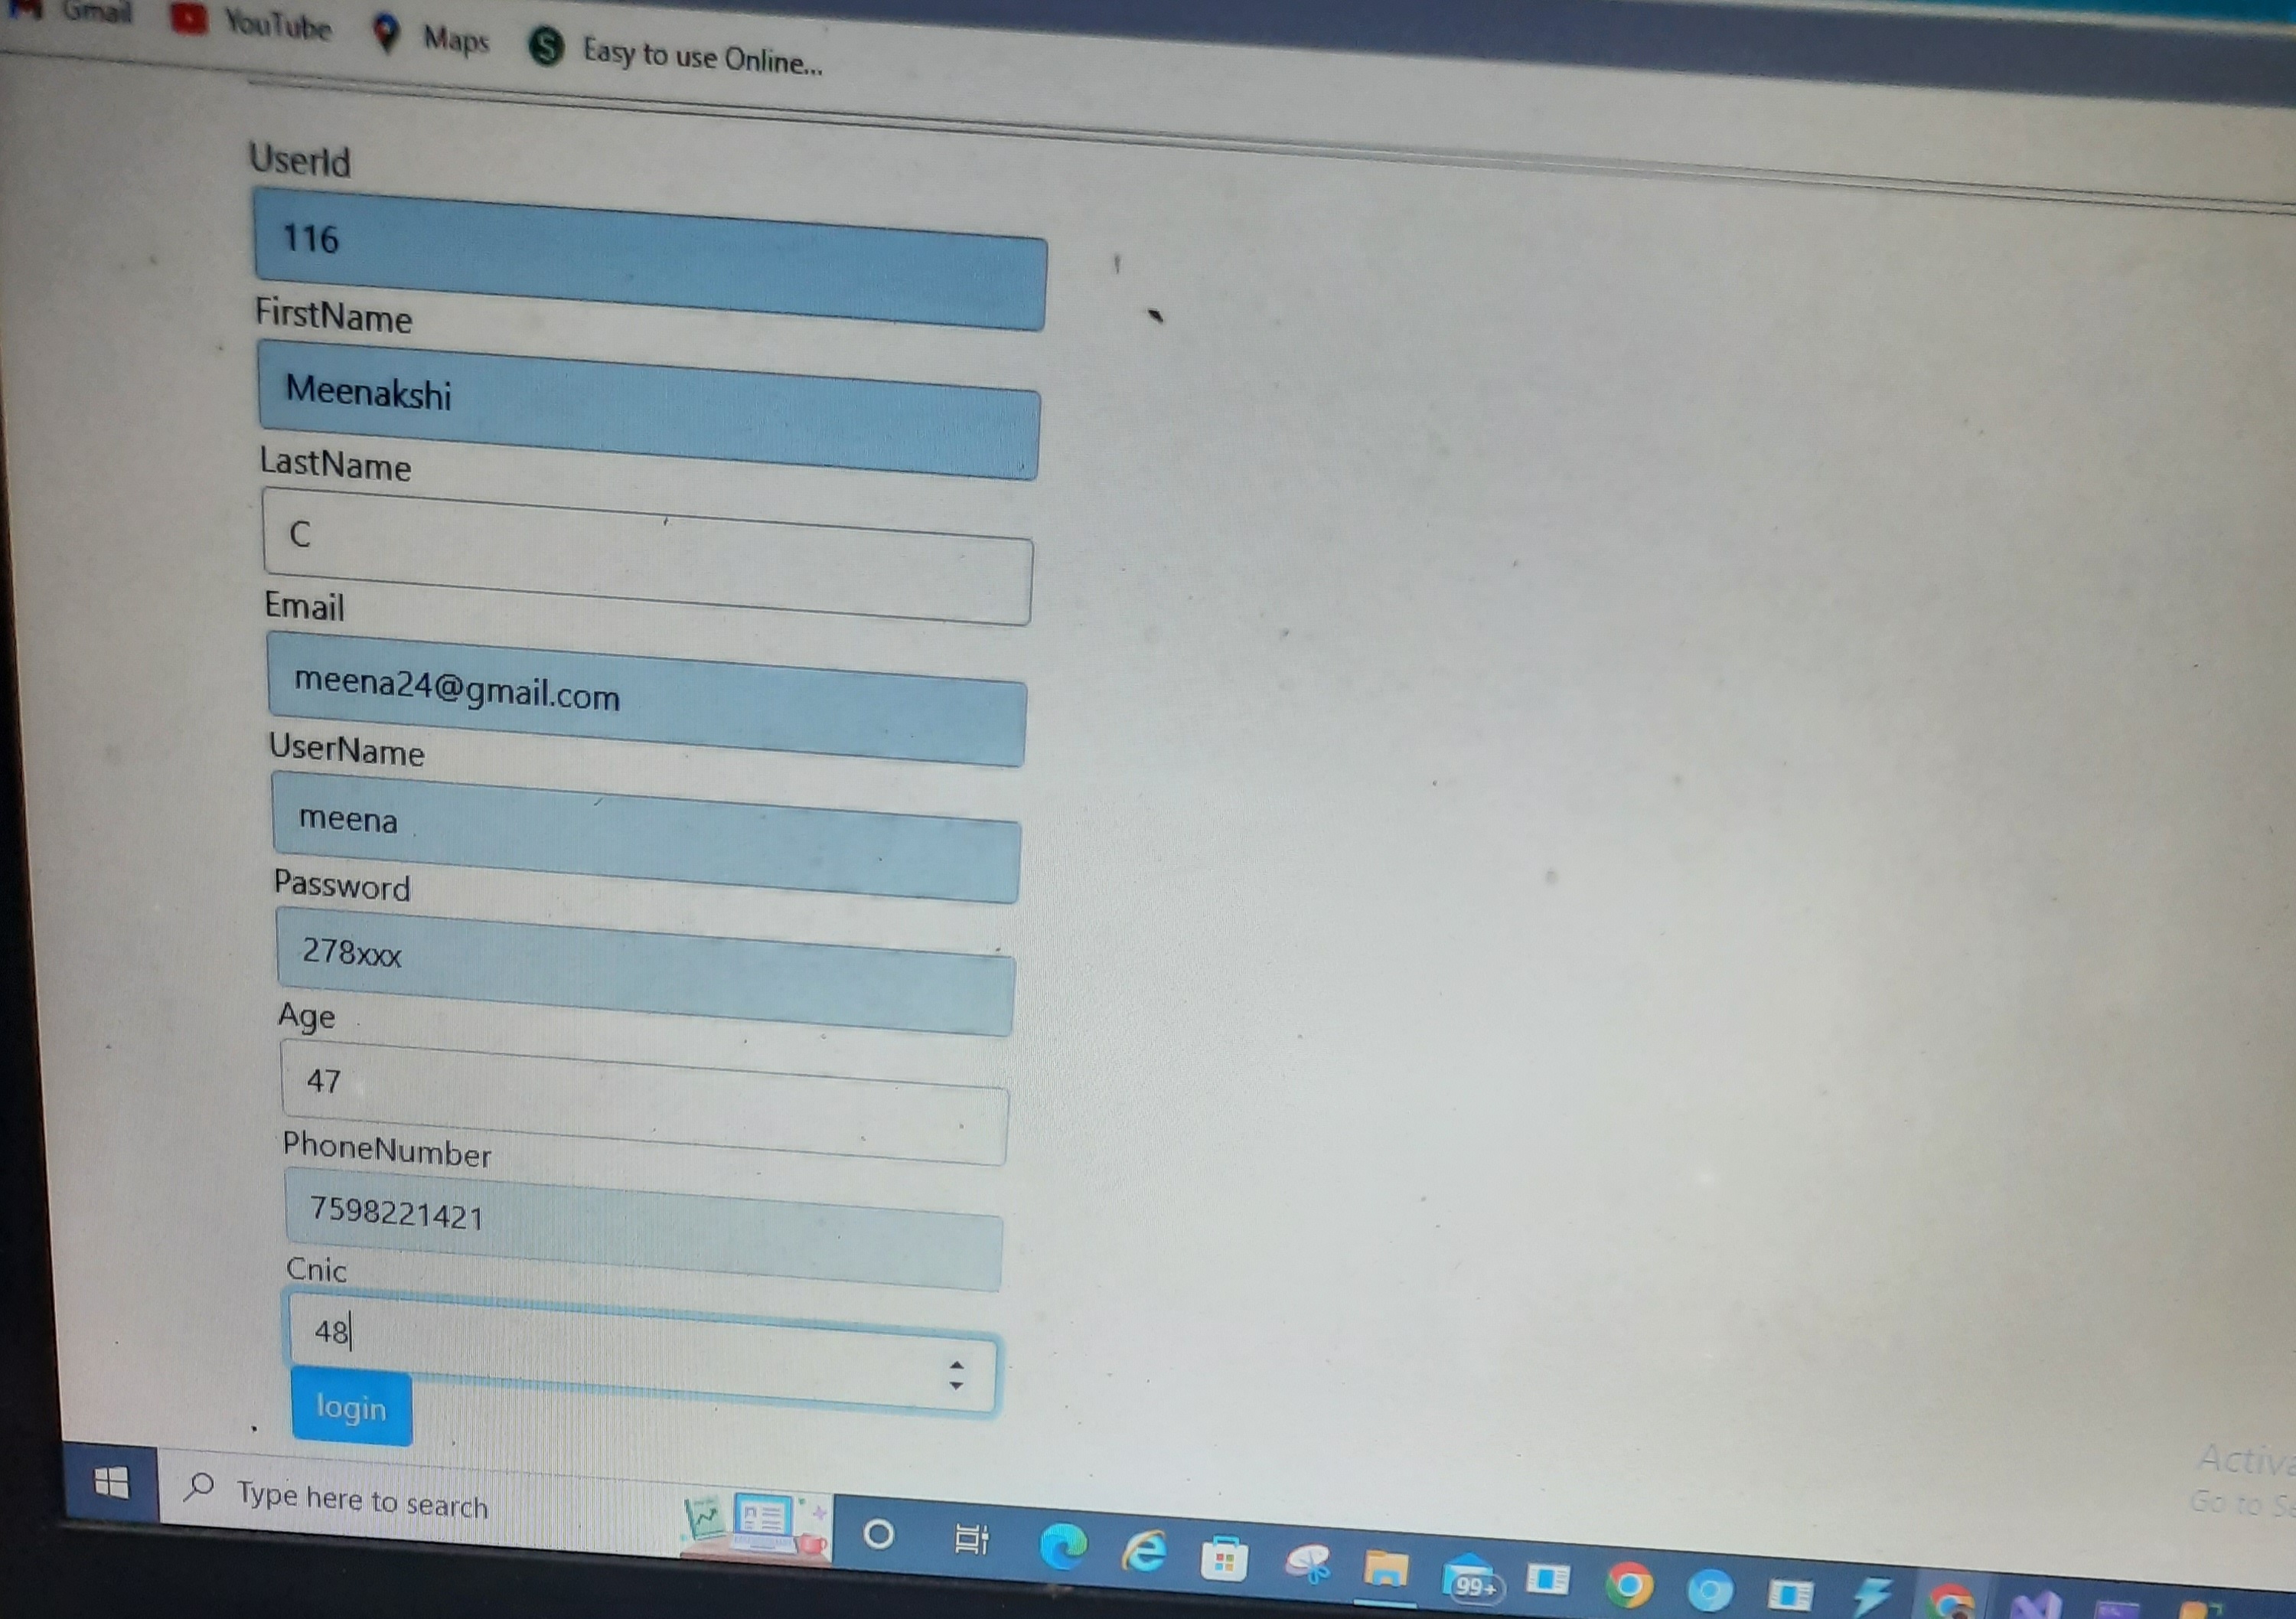 Gmail YouTube Maps Easy to use Online...
UserId
116
FirstName
Meenakshi
LastName
C
Email
meena24@gmail.com
UserName
meena
Password
278xxx
Age
47
PhoneNumber
7598221421
Cnic
48
login
Activa
Go to Se
Type here to search
99+